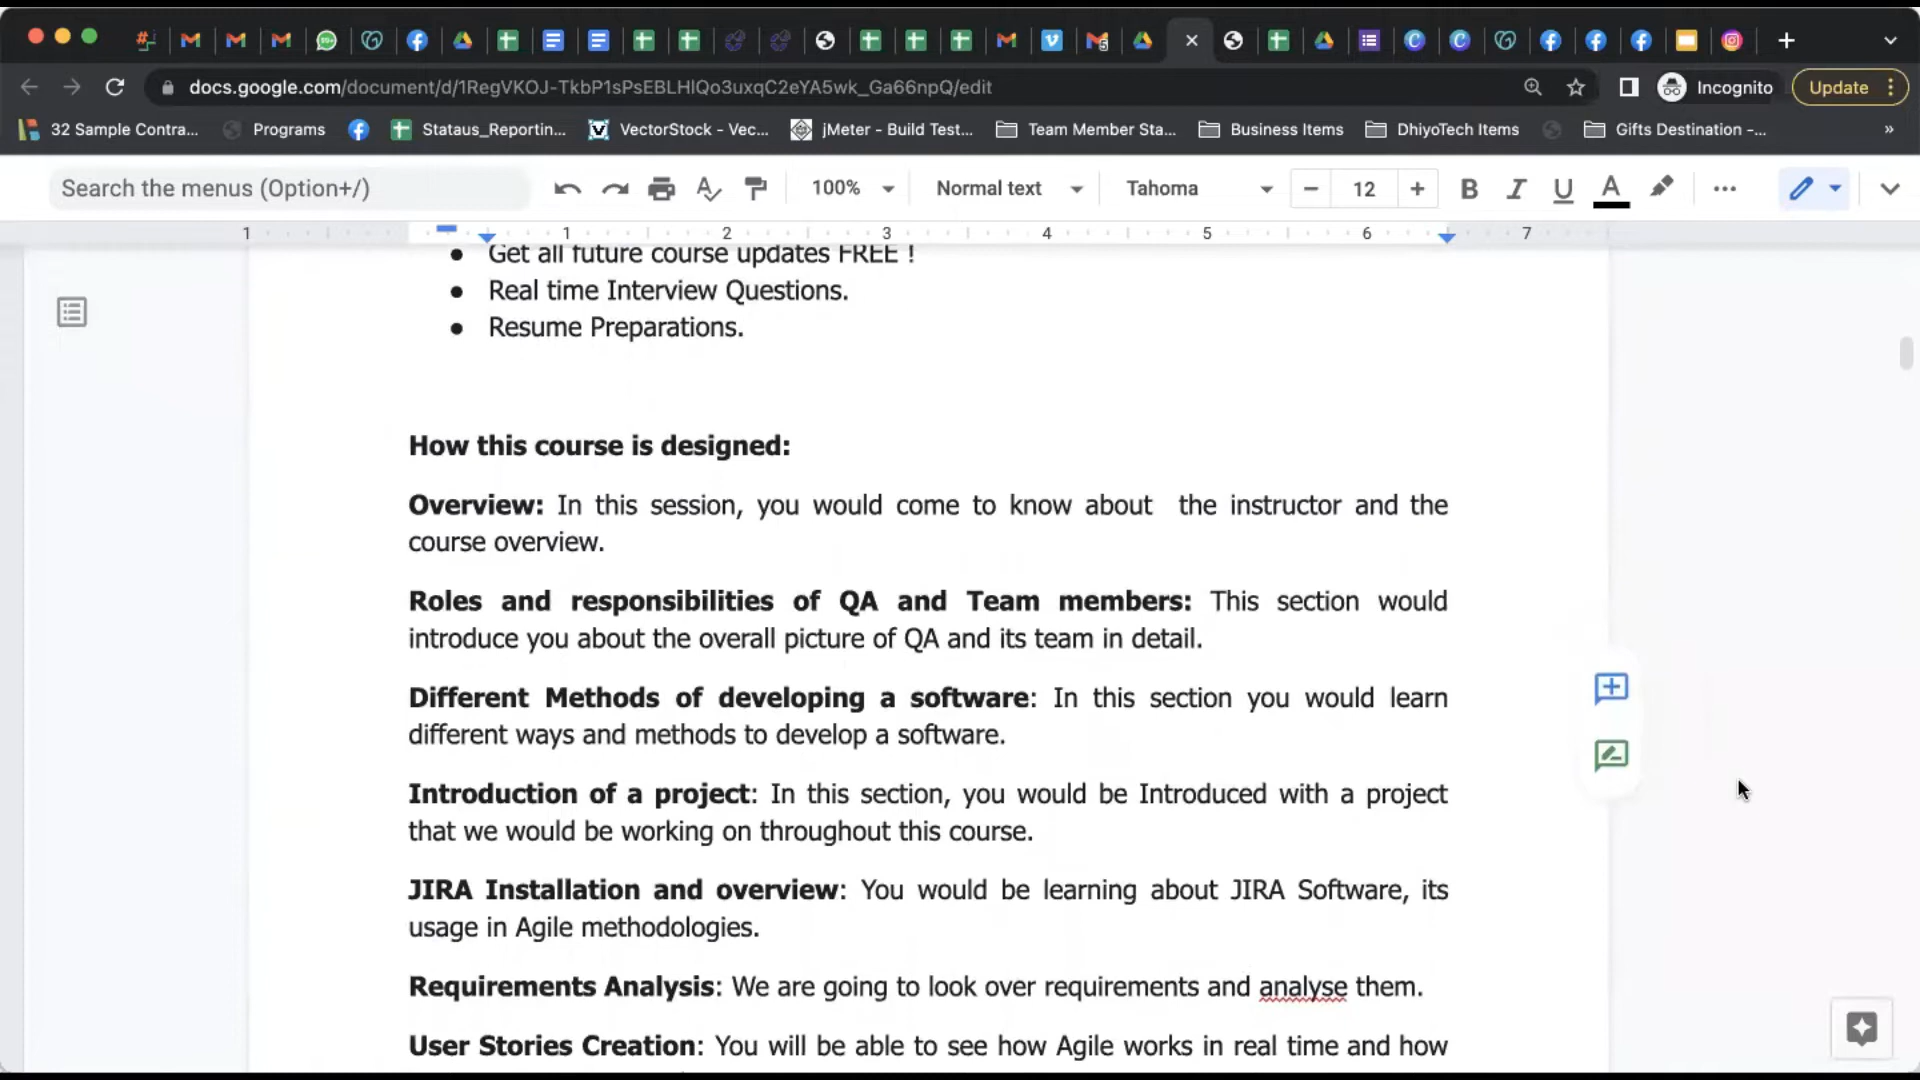 docs.google.com/document/d/1RegVKOJ-TkbP1sPsEBLHlQo3uxqC2eYA5wk_Ga66npQ/edit
Incognito
Update
32 Sample Contra...
Programs
Stataus_Reportin...
VectorStock - Vec...
jMeter - Build Test...
Team Member Sta...
Business Items
DhiyoTech Items
Gifts Destination -...
»
Search the menus (Option+/)
100%
Normal text
Tahoma
12
1 1 2 3 4 5 6 7
● Get all future course updates FREE !
● Real time Interview Questions.
● Resume Preparations.
How this course is designed:
Overview: In this session, you would come to know about the instructor and the
course overview.
Roles and responsibilities of QA and Team members: This section would
introduce you about the overall picture of QA and its team in detail.
Different Methods of developing a software: In this section you would learn
different ways and methods to develop a software.
Introduction of a project: In this section, you would be Introduced with a project
that we would be working on throughout this course.
JIRA Installation and overview: You would be learning about JIRA Software, its
usage in Agile methodologies.
Requirements Analysis: We are going to look over requirements and analyse them.
User Stories Creation: You will be able to see how Agile works in real time and how